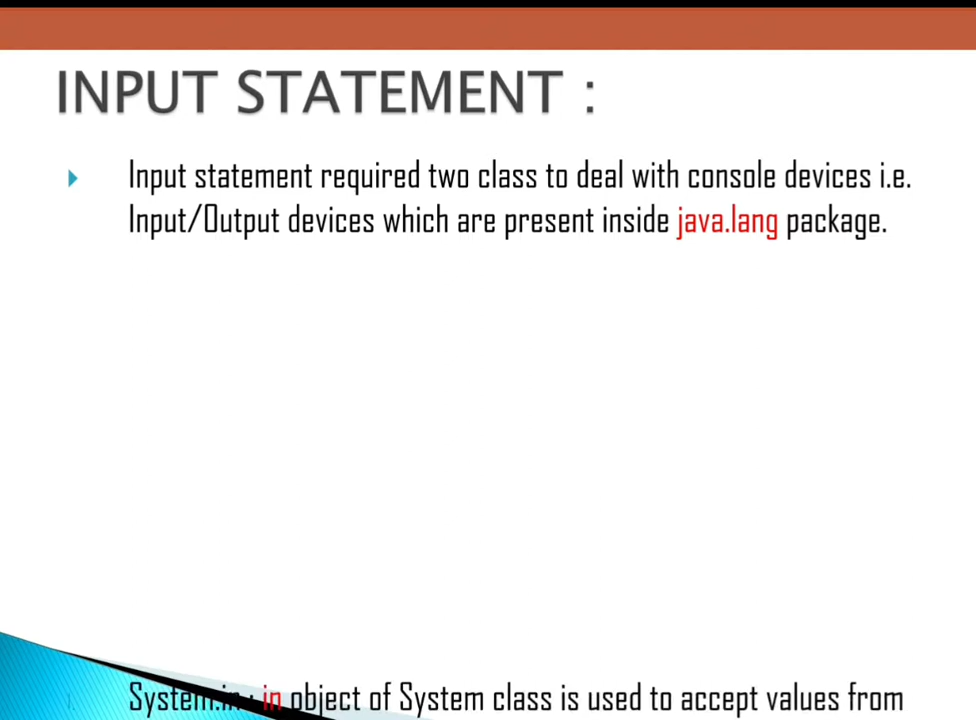 INPUT STATEMENT :
Input statement required two class to deal with console devices i.e.
Input/Output devices which are present inside java.lang package.
System.in : in object of System class is used to accept values from